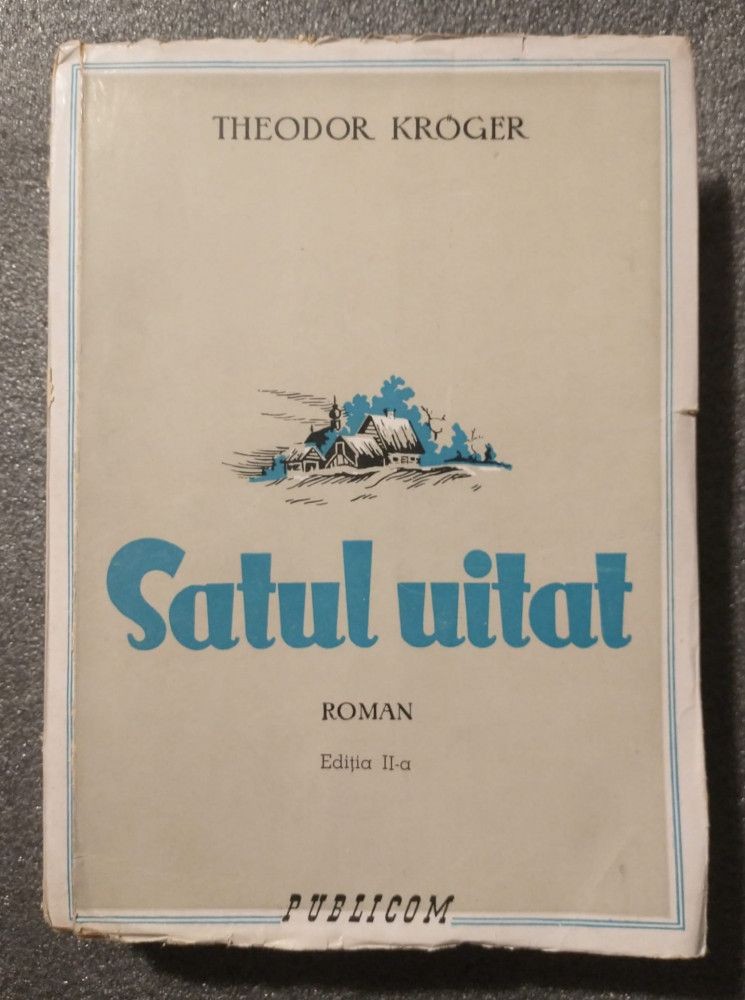 THEODOR KRÖGER
Satul uitat
ROMAN
Ediția II-a
PUBLICOM